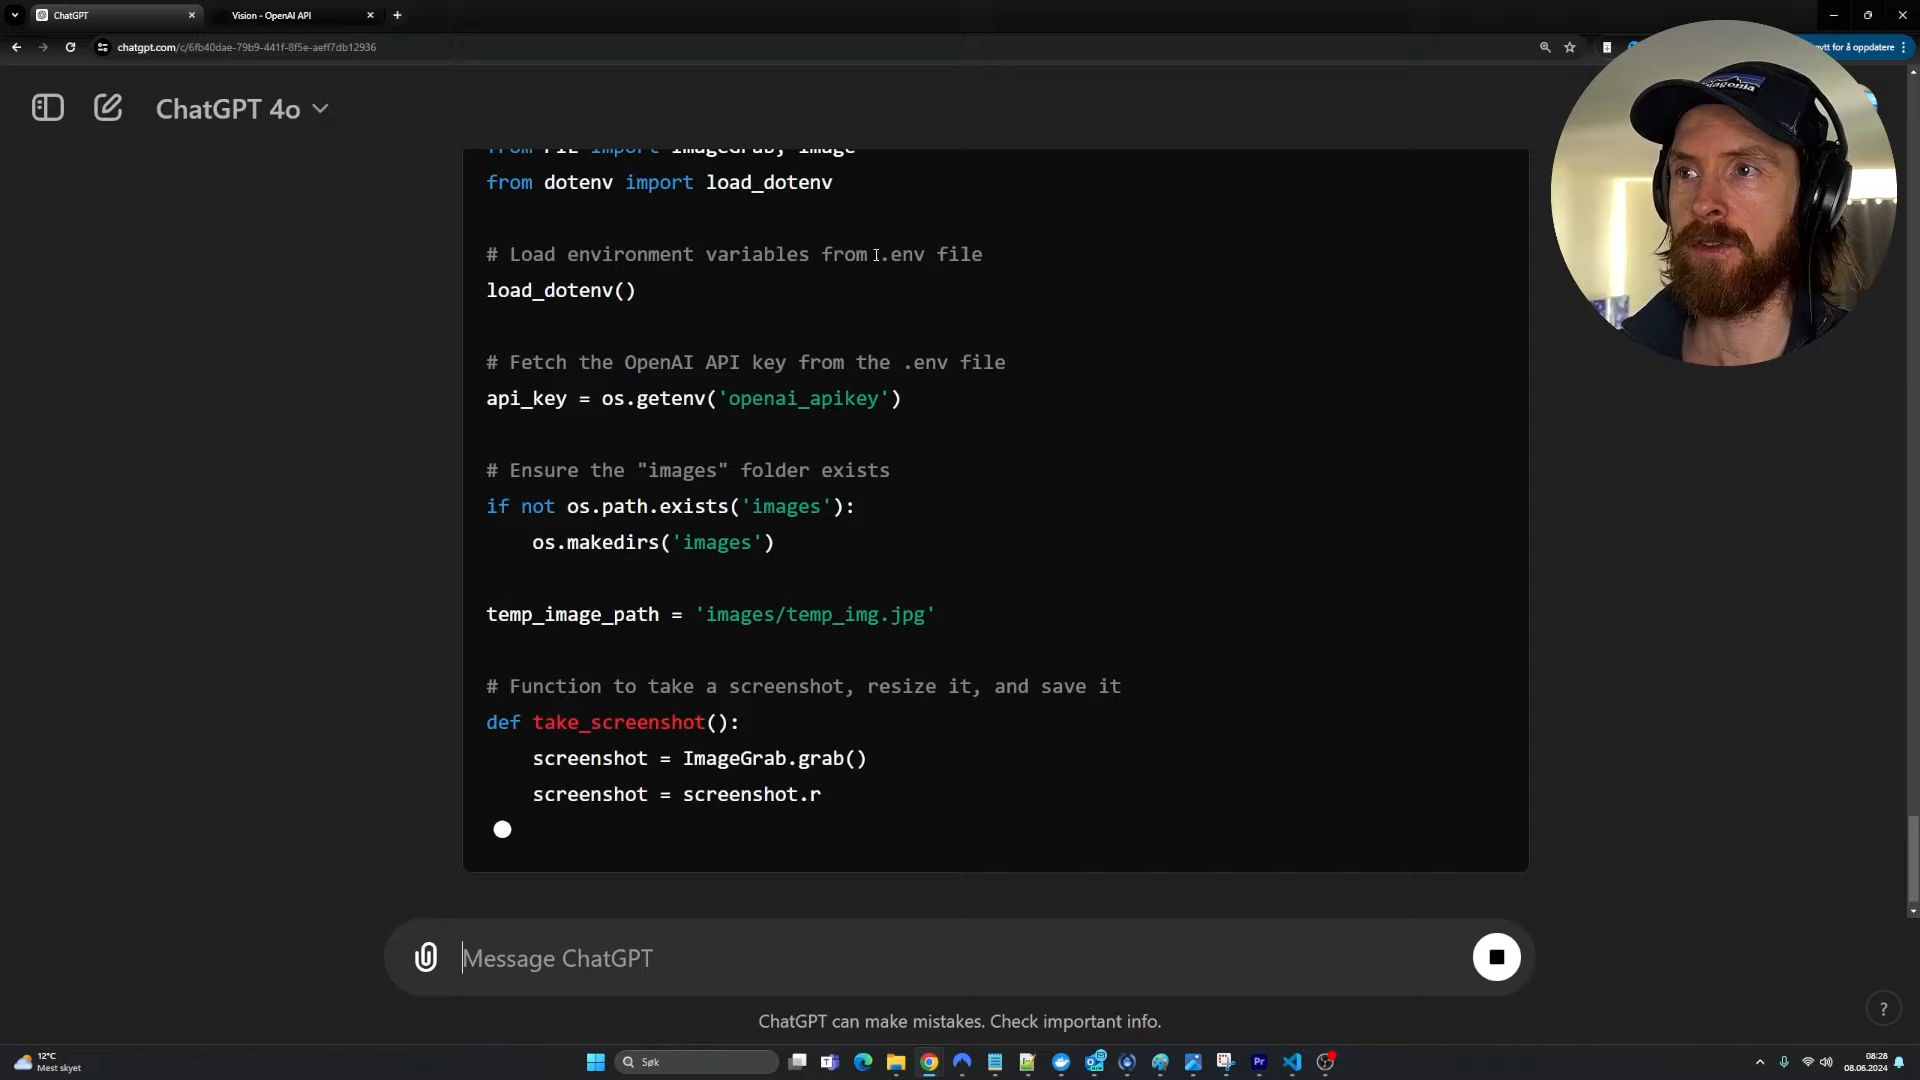 ChatGPT
Vision - OpenAI API
chatgpt.com/c/6fb40dae-79b9-441f-8f5e-aeff7db12936
ytt for å oppdatere
ChatGPT 4o
from PIL import ImageGrab, Image
from dotenv import load_dotenv
# Load environment variables from .env file
load_dotenv()
# Fetch the OpenAI API key from the .env file
api_key = os.getenv('openai_apikey')
# Ensure the "images" folder exists
if not os.path.exists('images'):
os.makedirs('images')
temp_image_path = 'images/temp_img.jpg'
# Function to take a screenshot, resize it, and save it
def take_screenshot():
screenshot = ImageGrab.grab()
screenshot = screenshot.r
Message ChatGPT
ChatGPT can make mistakes. Check important info.
?
12°C
Mest skyet
Søk
08:28
08.06.2024